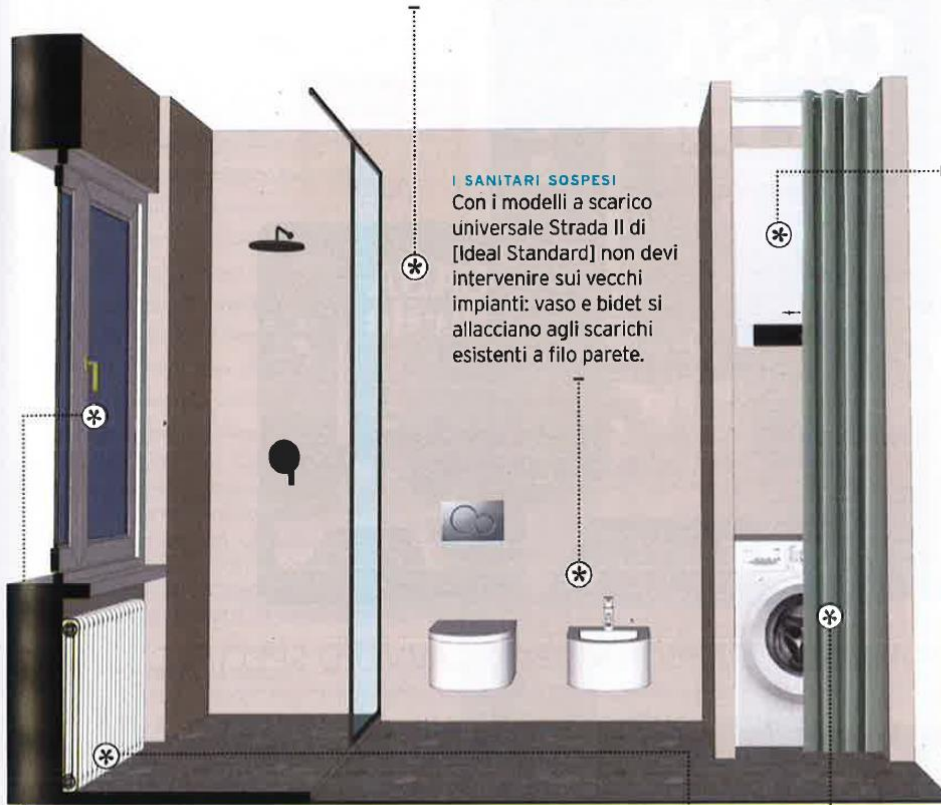 I SANITARI SOSPESI
Con i modelli a scarico
universale Strada II di
[Ideal Standard] non devi
intervenire sui vecchi
impianti: vaso e bidet si
allacciano agli scarichi
esistenti a filo parete.